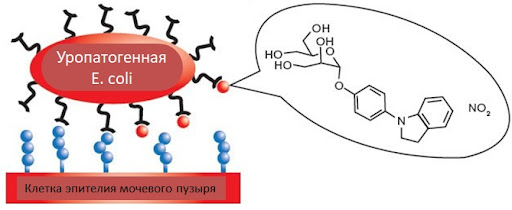 Уропатогенная
E. coli
Клетка эпителия мочевого пузыря
OH
OH
HO
HO
O
O
N
NO2